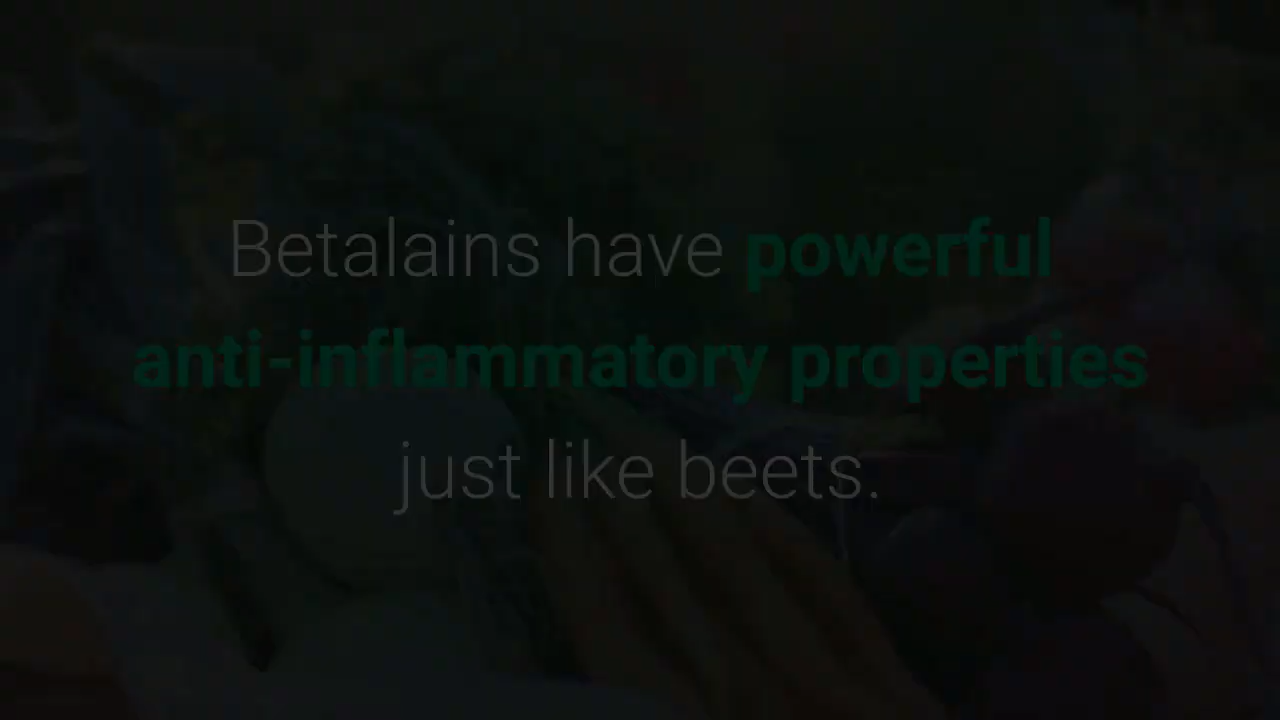 Betalains have powerful
anti-inflammatory properties
just like beets.